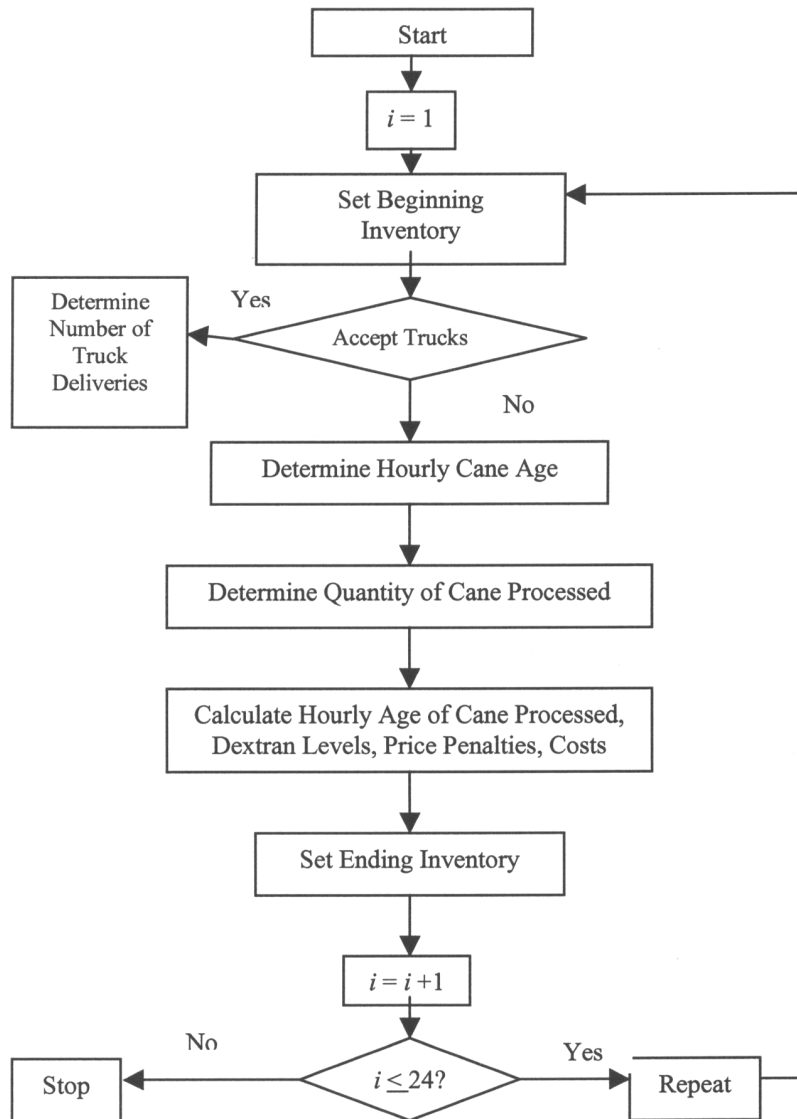 Start
i = 1
Set Beginning
Inventory
Yes
Determine
Number of
Truck
Deliveries
Accept Trucks
No
Determine Hourly Cane Age
Determine Quantity of Cane Processed
Calculate Hourly Age of Cane Processed,
Dextran Levels, Price Penalties, Costs
Set Ending Inventory
i = i +1
No
Yes
Stop
i ≤ 24?
Repeat